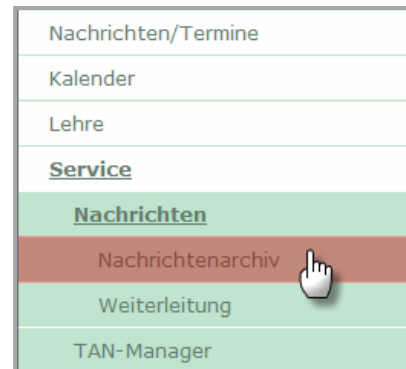 Nachrichten/Termine
Kalender
Lehre
Service
Nachrichten
Nachrichtenarchiv
Weiterleitung
TAN-Manager